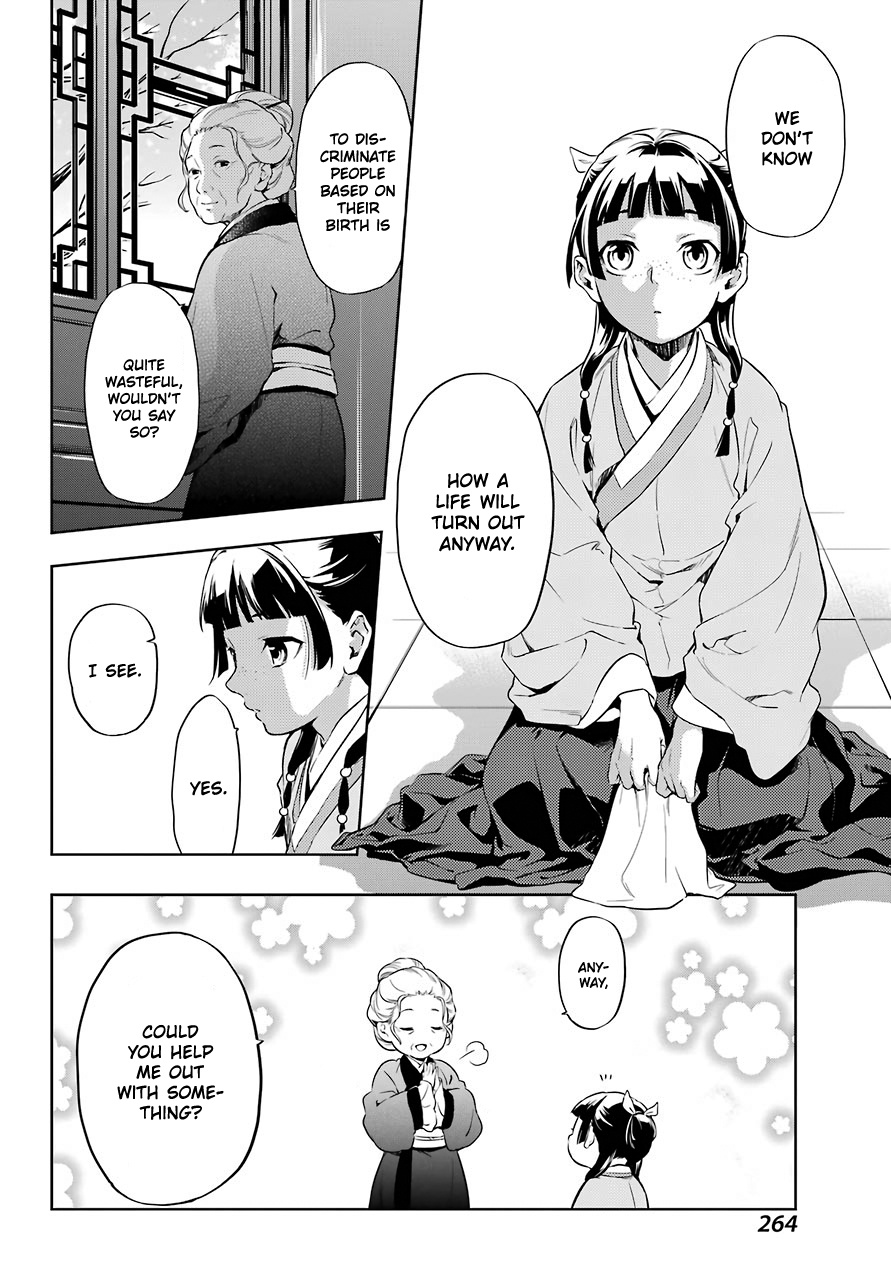 WE
DON'T
KNOW
HOW A
LIFE WILL
TURN OUT
ANYWAY.
TO DIS-
CRIMINATE
PEOPLE
BASED ON
THEIR
BIRTH IS
QUITE
WASTEFUL,
WOULDN'T
YOU SAY
SO?
I SEE.
YES.
ANY-
WAY,
COULD
YOU HELP
ME OUT
WITH SOME-
THING?
264